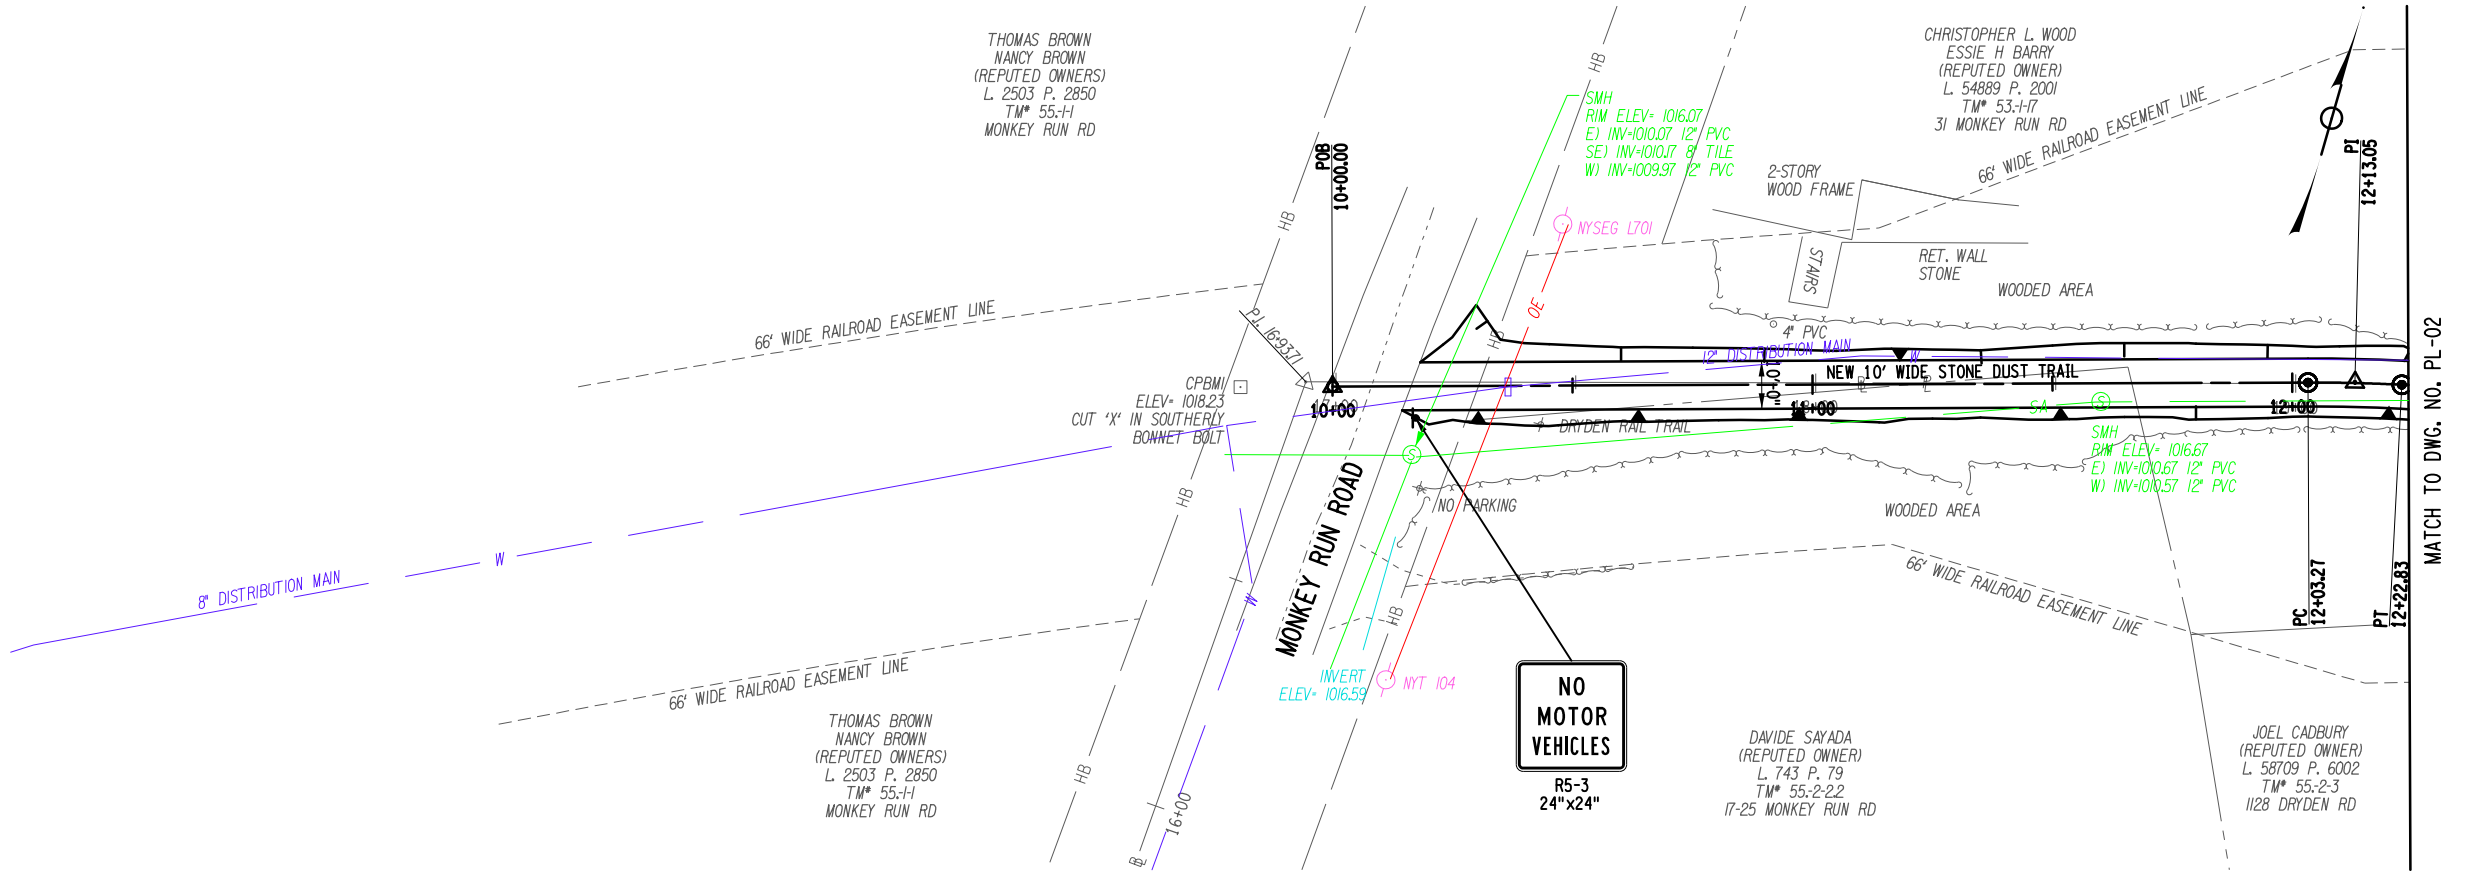 THOMAS BROWN
NANCY BROWN
(REPUTED OWNERS)
L. 2503 P. 2850
TM# 55.-1-1
MONKEY RUN RD
CHRISTOPHER L. WOOD
ESSIE H BARRY
(REPUTED OWNER)
L. 54889 P. 2001
TM# 53.-1-17
31 MONKEY RUN RD
66' WIDE RAILROAD EASEMENT LINE
HB
HB
SMH
RIM ELEV= 1016.07
E) INV=1010.07 12" PVC
SE) INV=1010.17 8" TILE
W) INV=1009.97 12" PVC
POB
10+00.00
PI
12+13.05
2-STORY
WOOD FRAME
NYSEG L701
STAIRS
RET. WALL
STONE
WOODED AREA
OE
HB
66' WIDE RAILROAD EASEMENT LINE
P.I. 16+93.71
4" PVC
12" DISTRIBUTION MAIN
W
10'-0"
NEW 10' WIDE STONE DUST TRAIL
CPBM1
ELEV= 1018.23
CUT 'X' IN SOUTHERLY
BONNET BOLT
10+00
11+00
12+00
SA
S
DRYDEN RAIL TRAIL
S
SMH
RIM ELEV= 1016.67
E) INV=1010.67 12" PVC
W) INV=1010.57 12" PVC
MATCH TO DWG. NO. PL-02
HB
NO PARKING
WOODED AREA
MONKEY RUN ROAD
W
8" DISTRIBUTION MAIN
W
HB
66' WIDE RAILROAD EASEMENT LINE
PC
12+03.27
PT
12+22.83
66' WIDE RAILROAD EASEMENT LINE
INVERT
ELEV= 1016.59
NYT 104
NO
MOTOR
VEHICLES
R5-3
24"x24"
THOMAS BROWN
NANCY BROWN
(REPUTED OWNERS)
L. 2503 P. 2850
TM# 55.-1-1
MONKEY RUN RD
HB
16+00
DAVIDE SAYADA
(REPUTED OWNER)
L. 743 P. 79
TM# 55.-2-2.2
17-25 MONKEY RUN RD
JOEL CADBURY
(REPUTED OWNER)
L. 58709 P. 6002
TM# 55.-2-3
1128 DRYDEN RD